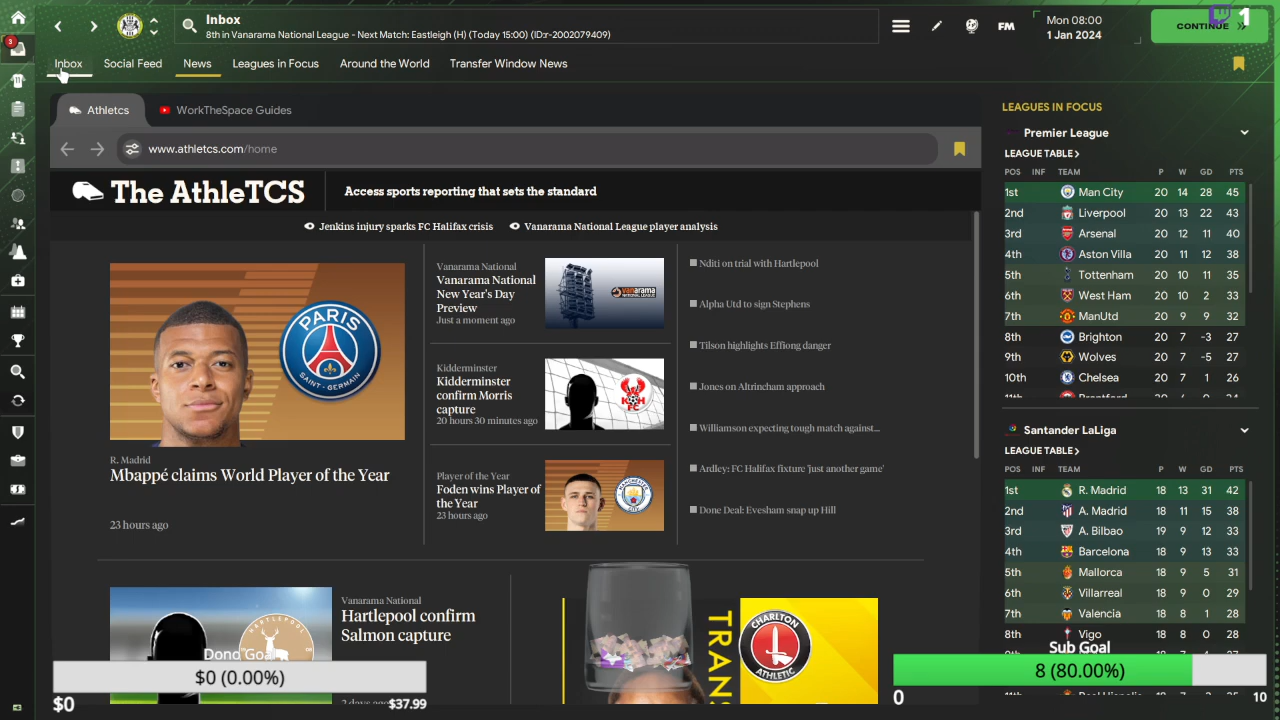 Inbox
8th in Vanarama National League - Next Match: Eastleigh (H) (Today 15:00) (ID:r-2002079409)
FM
Mon 08:00
1 Jan 2024
CONTINUE
1
3
Inbox
Social Feed
News
Leagues in Focus
Around the World
Transfer Window News
Athletcs
WorkTheSpace Guides
www.athletcs.com/home
The AthleTCS
Access sports reporting that sets the standard
Jenkins injury sparks FC Halifax crisis
Vanarama National League player analysis
PARIS
SAINT-GERMAIN
R. Madrid
Mbappé claims World Player of the Year
23 hours ago
Vanarama National
Vanarama National
New Year's Day
Preview
Just a moment ago
vanarama
Kidderminster
Kidderminster
confirm Morris
capture
20 hours 30 minutes ago
Player of the Year
Foden wins Player of
the Year
23 hours ago
Nditi on trial with Hartlepool
Alpha Utd to sign Stephens
Tilson highlights Effiong danger
Jones on Altrincham approach
Williamson expecting tough match against...
Ardley: FC Halifax fixture 'just another game'
Done Deal: Evesham snap up Hill
HARTLEPOOL
Vanarama National
Hartlepool confirm
Salmon capture
2 days ago
TRANS
CHARLTON
ATHLETIC
LEAGUES IN FOCUS
Premier League
LEAGUE TABLE
POS INF TEAM P W GD PTS
1st Man City 20 14 28 45
2nd Liverpool 20 13 22 43
3rd Arsenal 20 12 11 40
4th Aston Villa 20 11 12 38
5th Tottenham 20 10 11 35
6th West Ham 20 10 2 33
7th ManUtd 20 9 9 32
8th Brighton 20 7 -3 27
9th Wolves 20 7 -5 27
10th Chelsea 20 7 1 26
Santander LaLiga
LEAGUE TABLE
POS INF TEAM P W GD PTS
1st R. Madrid 18 13 31 42
2nd A. Madrid 18 11 15 38
3rd A. Bilbao 19 9 12 33
4th Barcelona 18 9 13 33
5th Mallorca 18 9 5 31
6th Villarreal 18 9 0 29
7th Valencia 18 8 1 28
8th Vigo 18 8 0 28
Dono Goal
$0 (0.00%)
$0
$37.99
Sub Goal
8 (80.00%)
0
10